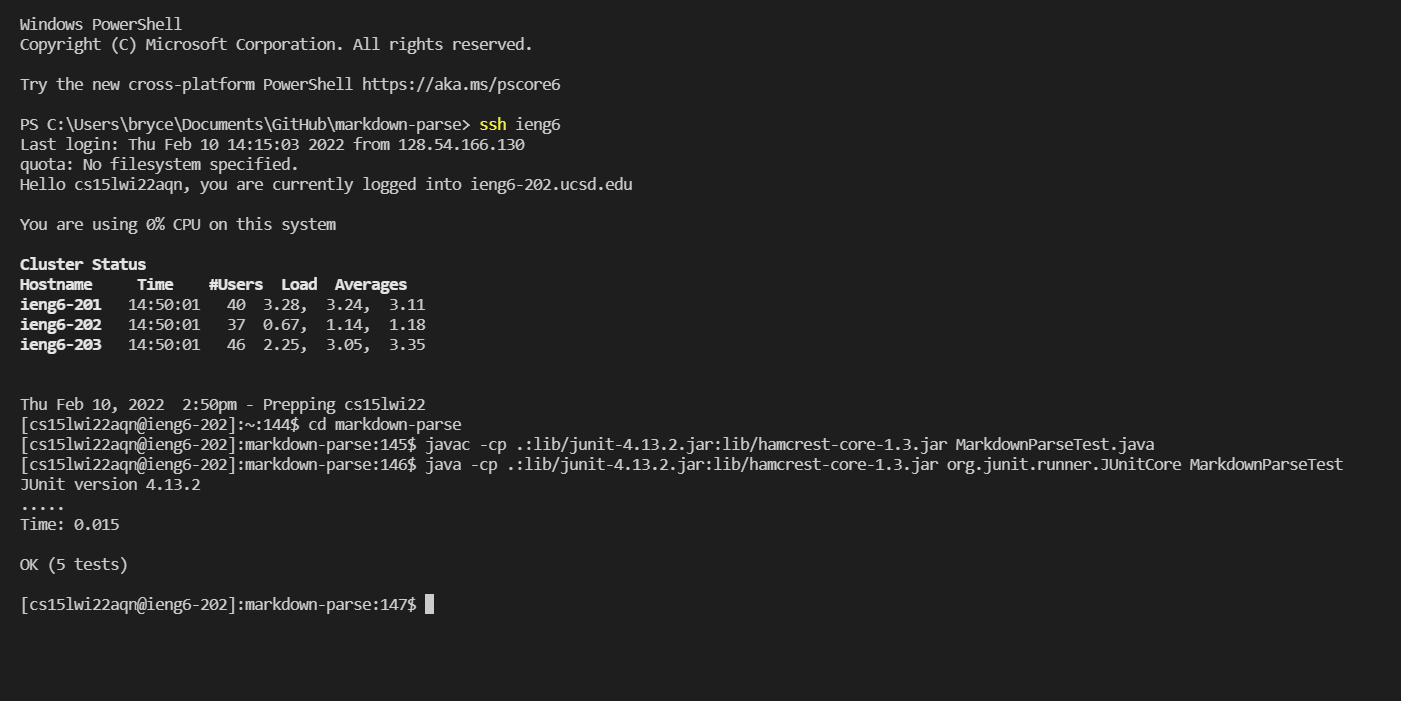 Windows PowerShell
Copyright (C) Microsoft Corporation. All rights reserved.
Try the new cross-platform PowerShell https://aka.ms/pscore6
PS C:\Users\bryce\Documents\GitHub\markdown-parse> ssh ieng6
Last login: Thu Feb 10 14:15:03 2022 from 128.54.166.130
quota: No filesystem specified.
Hello cs15lwi22aqn, you are currently logged into ieng6-202.ucsd.edu
You are using 0% CPU on this system
Cluster Status
Hostname     Time    #Users  Load  Averages
ieng6-201   14:50:01   40  3.28,  3.24,  3.11
ieng6-202   14:50:01   37  0.67,  1.14,  1.18
ieng6-203   14:50:01   46  2.25,  3.05,  3.35
Thu Feb 10, 2022  2:50pm - Prepping cs15lwi22
[cs15lwi22aqn@ieng6-202]:~:144$ cd markdown-parse
[cs15lwi22aqn@ieng6-202]:markdown-parse:145$ javac -cp .:lib/junit-4.13.2.jar:lib/hamcrest-core-1.3.jar MarkdownParseTest.java
[cs15lwi22aqn@ieng6-202]:markdown-parse:146$ java -cp .:lib/junit-4.13.2.jar:lib/hamcrest-core-1.3.jar org.junit.runner.JUnitCore MarkdownParseTest
JUnit version 4.13.2
.....
Time: 0.015
OK (5 tests)
[cs15lwi22aqn@ieng6-202]:markdown-parse:147$